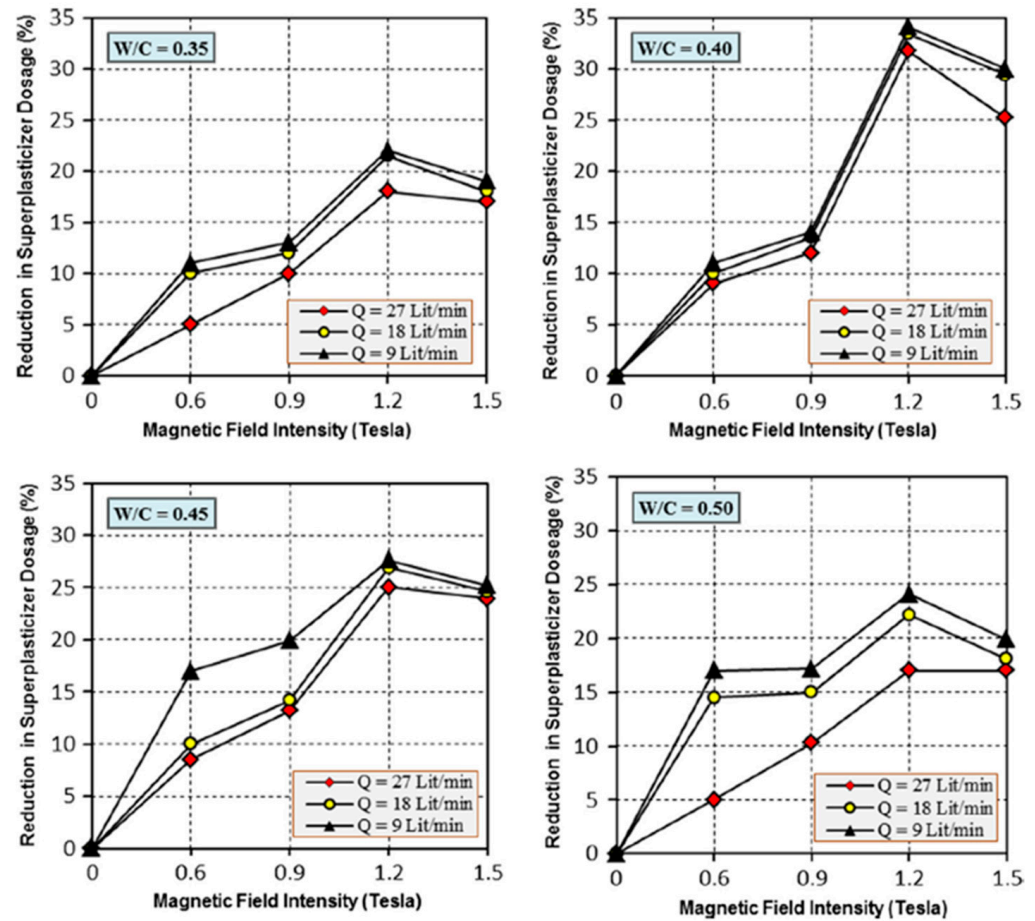 Reduction in Superplasticizer Dosage (%)
35
30
25
20
15
10
5
0
W/C = 0.35
Q = 27 Lit/min
Q = 18 Lit/min
Q = 9 Lit/min
0 0.6 0.9 1.2 1.5
Magnetic Field Intensity (Tesla)
Reduction in Superplasticizer Dosage (%)
35
30
25
20
15
10
5
0
W/C = 0.40
Q = 27 Lit/min
Q = 18 Lit/min
Q = 9 Lit/min
0 0.6 0.9 1.2 1.5
Magnetic Field Intensity (Tesla)
Reduction in Superplasticizer Dosage (%)
35
30
25
20
15
10
5
0
W/C = 0.45
Q = 27 Lit/min
Q = 18 Lit/min
Q = 9 Lit/min
0 0.6 0.9 1.2 1.5
Magnetic Field Intensity (Tesla)
Reduction in Superplasticizer Doseage (%)
35
30
25
20
15
10
5
0
W/C = 0.50
Q = 27 Lit/min
Q = 18 Lit/min
Q = 9 Lit/min
0 0.6 0.9 1.2 1.5
Magnetic Field Intensity (Tesla)